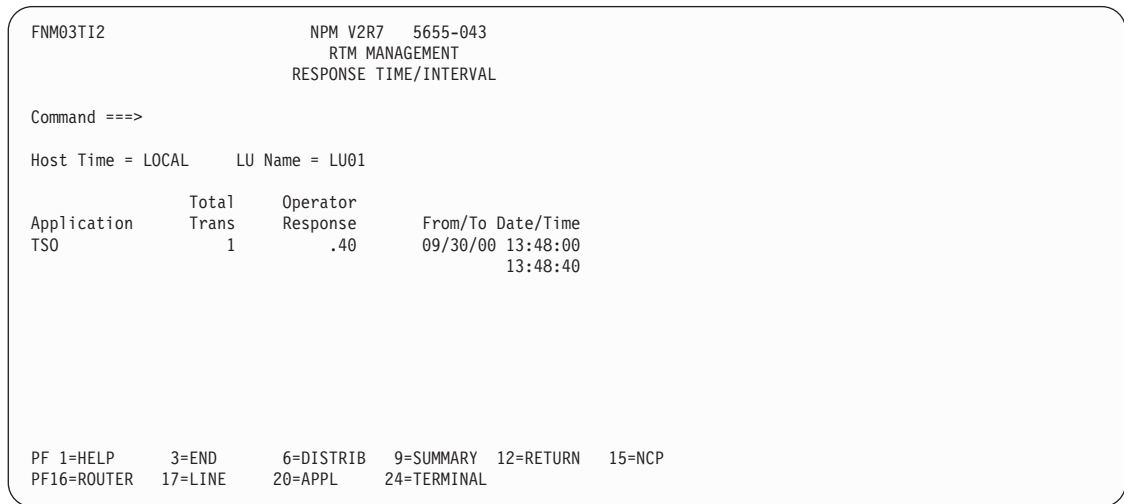 FNM03TI2 NPM V2R7 5655-043
RTM MANAGEMENT
RESPONSE TIME/INTERVAL
Command ===>
Host Time = LOCAL LU Name = LU01
Total Operator
Application Trans Response From/To Date/Time
TSO 1 .40 09/30/00 13:48:00
13:48:40
PF 1=HELP 3=END 6=DISTRIB 9=SUMMARY 12=RETURN 15=NCP
PF16=ROUTER 17=LINE 20=APPL 24=TERMINAL